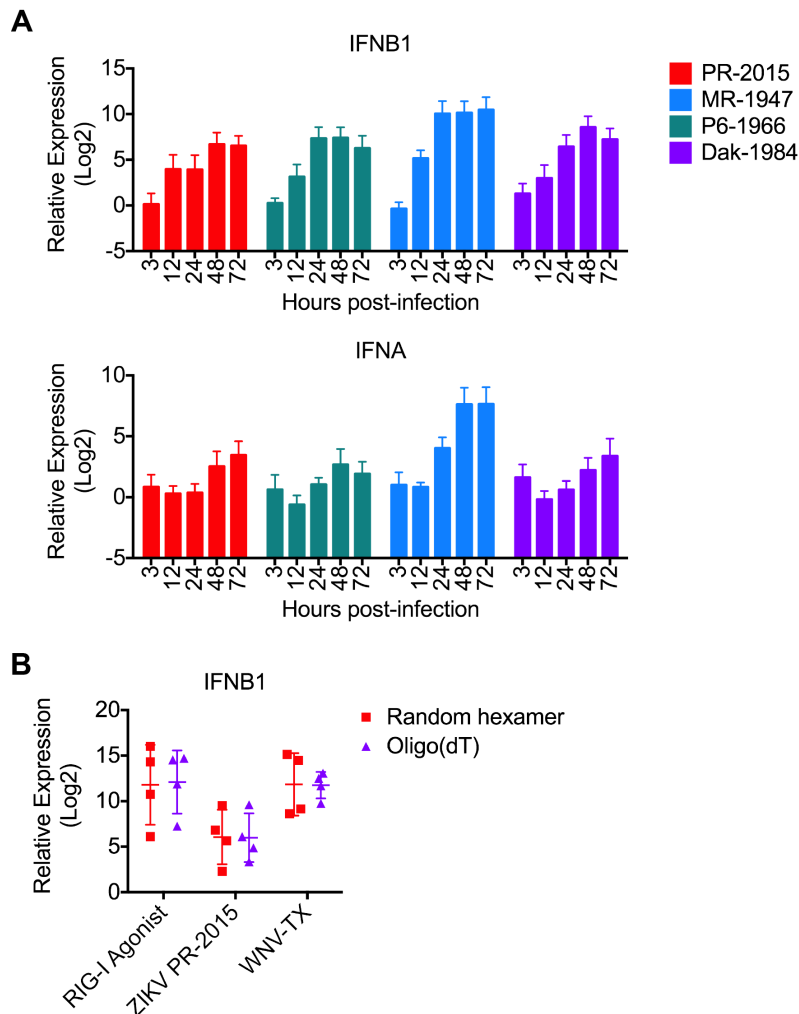 A
IFNB1
Relative Expression
(Log2)
15
10
5
0
-5
3 12 24 48 72 3 12 24 48 72 3 12 24 48 72 3 12 24 48 72
Hours post-infection
PR-2015
MR-1947
P6-1966
Dak-1984
IFNA
Relative Expression
(Log2)
10
5
0
-5
3 12 24 48 72 3 12 24 48 72 3 12 24 48 72 3 12 24 48 72
Hours post-infection
B
IFNB1
Relative Expression
(Log2)
20
15
10
5
0
RIG-I Agonist
ZIKV PR-2015
WNV-TX
Random hexamer
Oligo(dT)